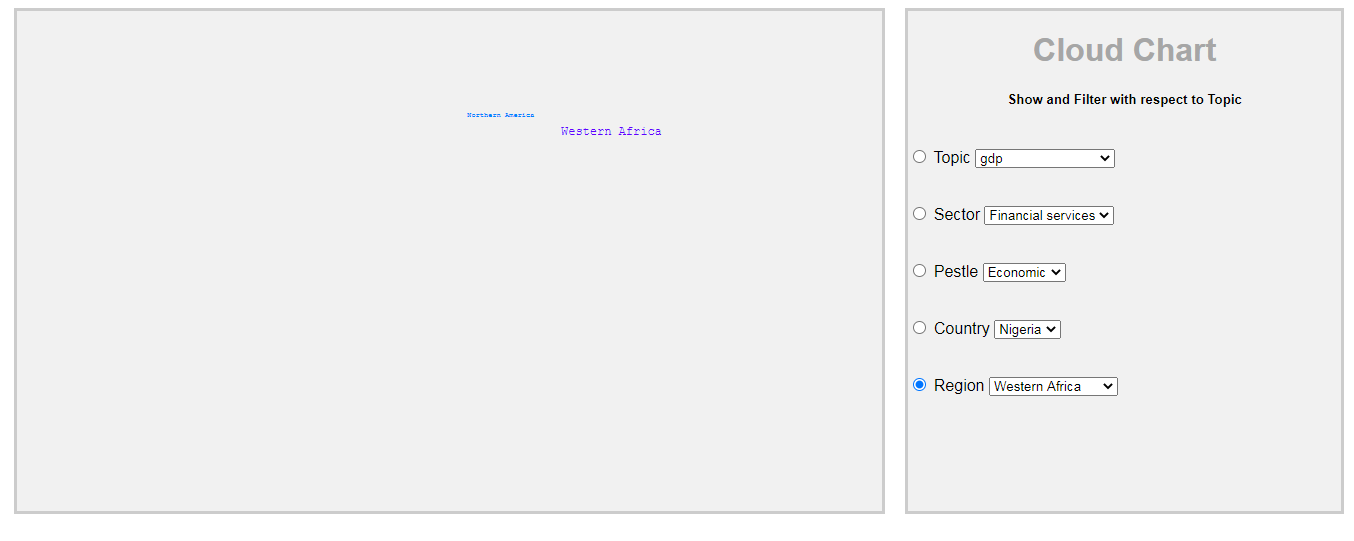 Northern America
Western Africa
Cloud Chart
Show and Filter with respect to Topic
Topic gdp
Sector Financial services
Pestle Economic
Country Nigeria
Region Western Africa